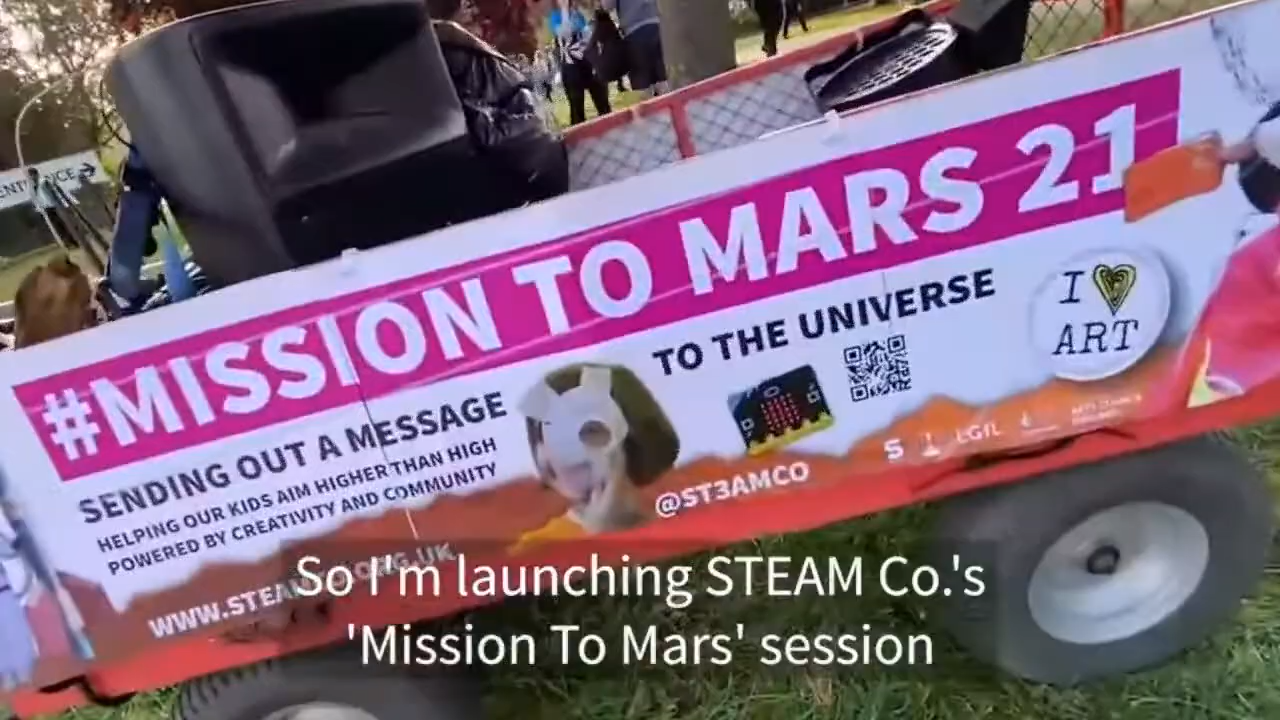 #MISSION TO MARS 21
SENDING OUT A MESSAGE
TO THE UNIVERSE
HELPING OUR KIDS AIM HIGHER THAN HIGH
POWERED BY CREATIVITY AND COMMUNITY
I
ART
@ST3AMCO
LGfL
So I'm launching STEAM Co.'s
'Mission To Mars' session